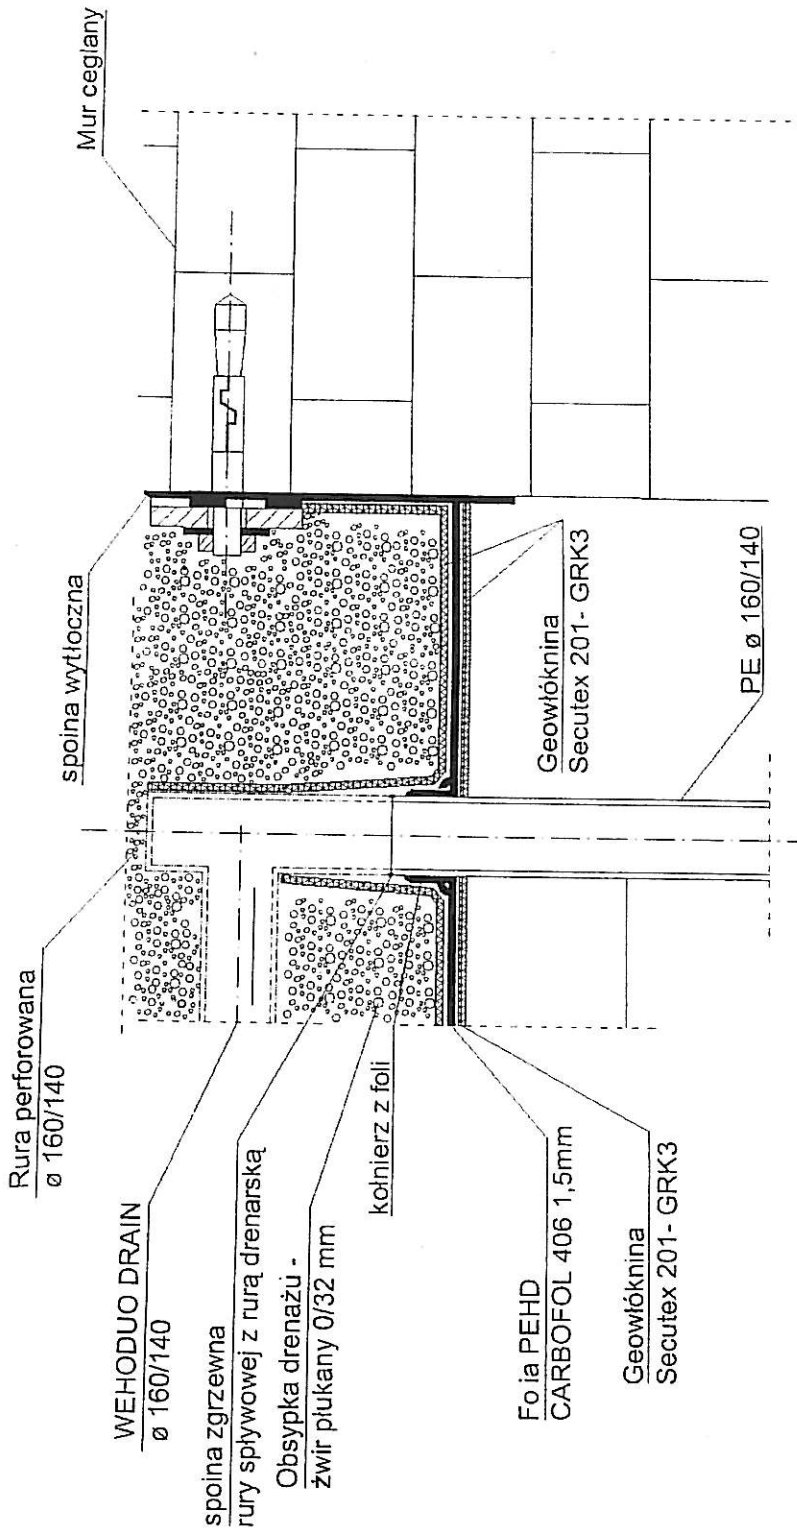 Rura perforowana
ø 160/140
WEHODUO DRAIN
ø 160/140
spoina zgrzewna
rury spływowej z rurą drenarską
Obsypka drenażu -
żwir płukany 0/32 mm
kołnierz z foli
Fo ia PEHD
CARBOFOL 406 1,5mm
Geowłóknina
Secutex 201- GRK3
spoina wytłoczna
Mur ceglany
Geowłóknina
Secutex 201- GRK3
PE ø 160/140